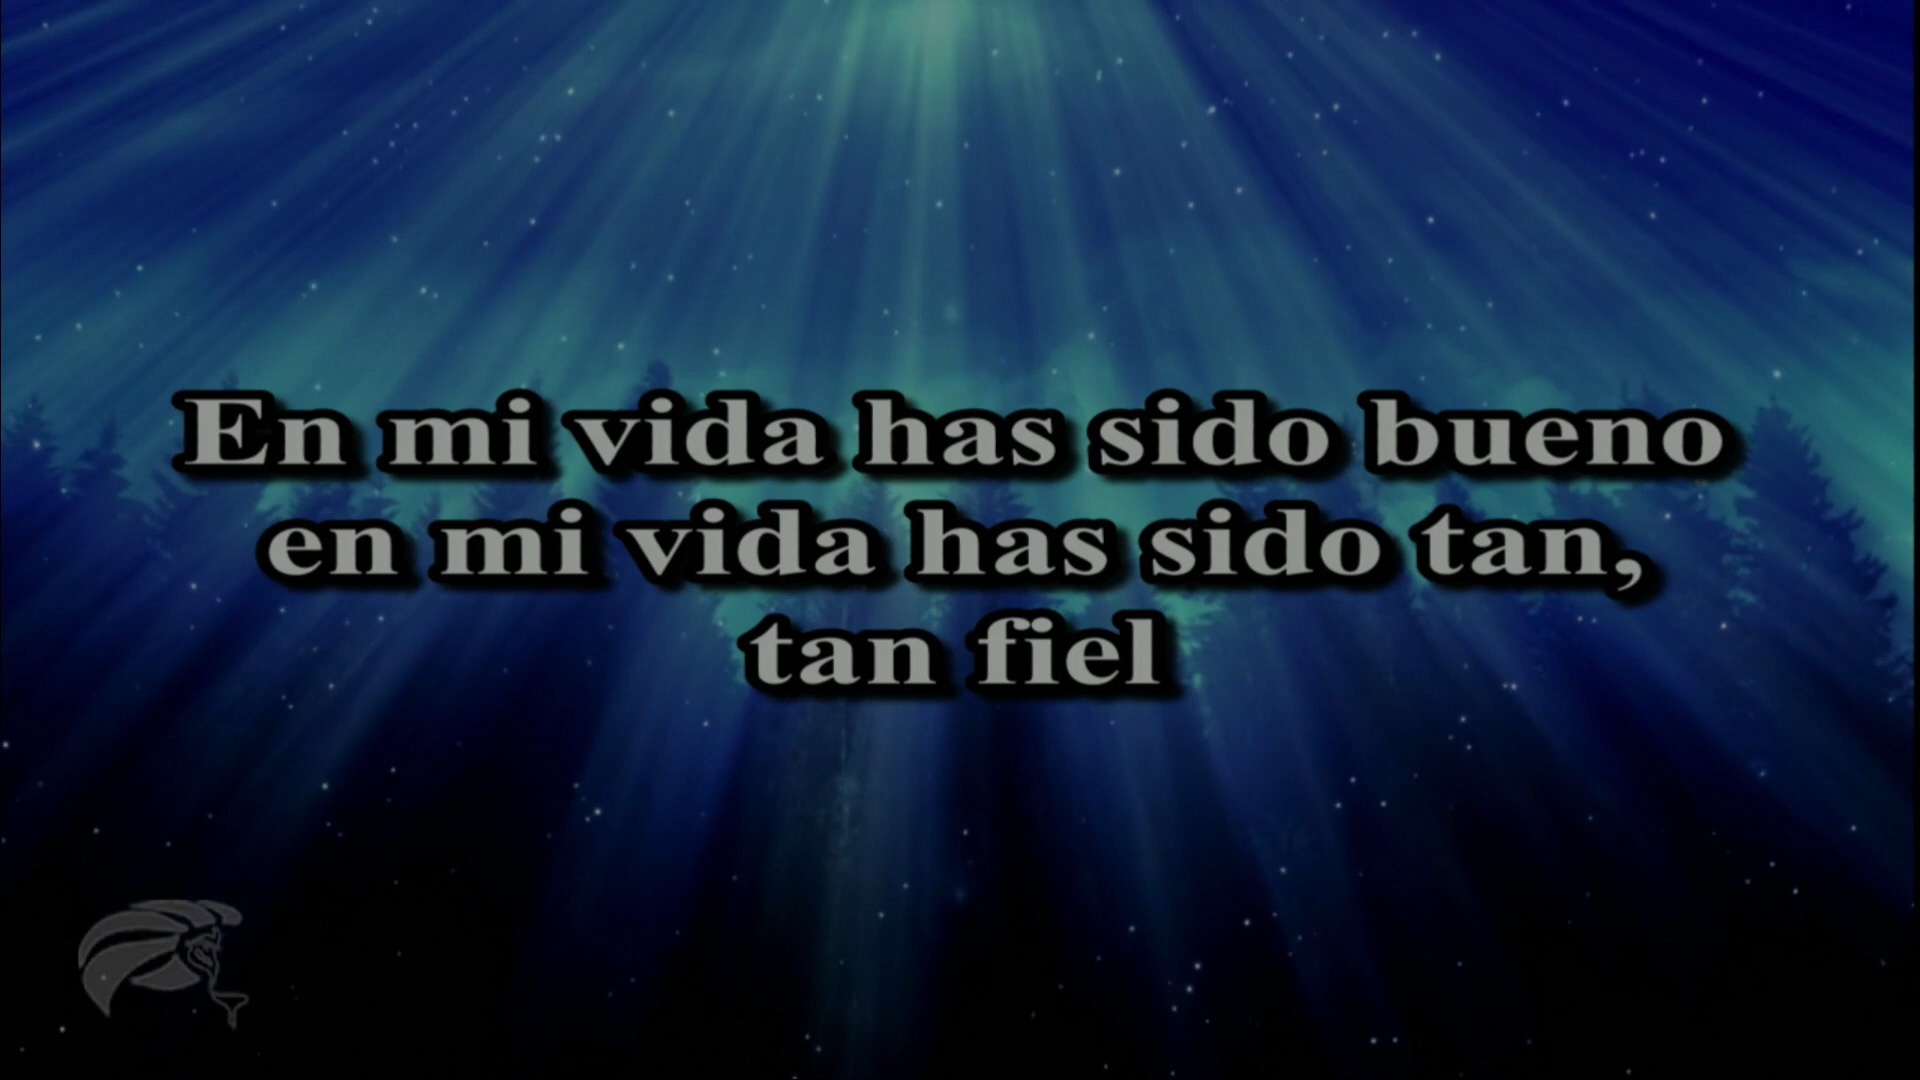 En mi vida has sido bueno
en mi vida has sido tan,
tan fiel